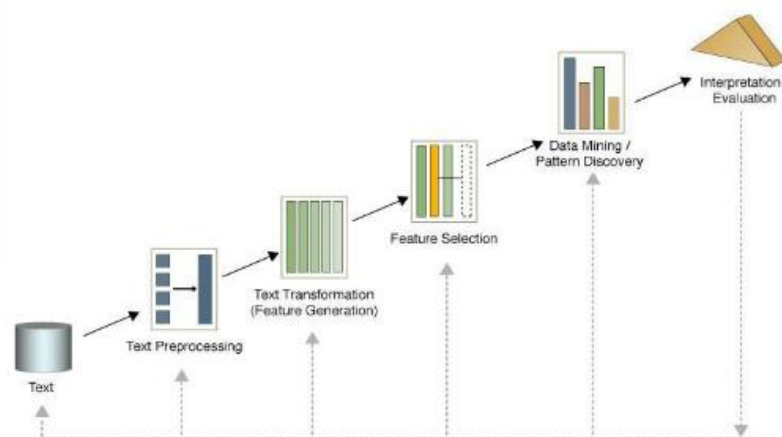 Text
Text Preprocessing
Text Transformation
(Feature Generation)
Feature Selection
Data Mining /
Pattern Discovery
Interpretation
Evaluation